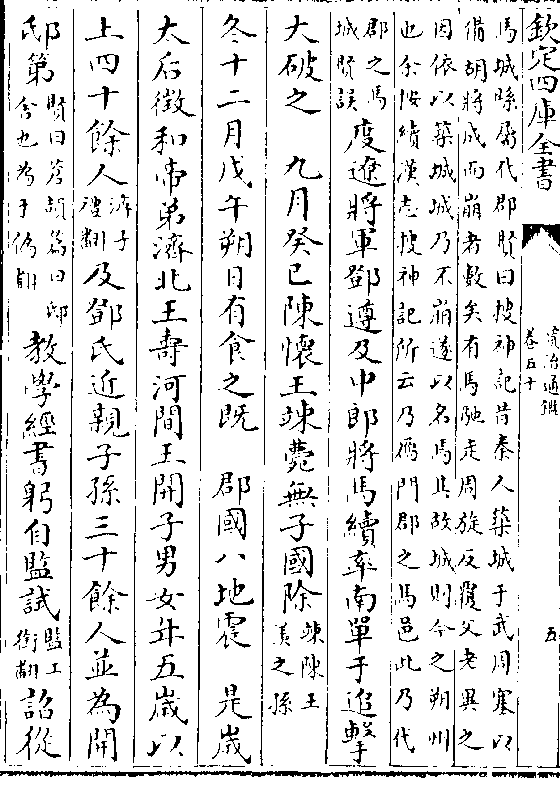 欽定四庫全書
資治通鑑
卷五十
五
馬城縣屬代郡賢曰搜神記昔秦人築城于武周塞以
備胡將成而崩者數矣有馬馳走周旋反覆父老異之
因依以築城城乃不崩遂以名馬其故城則今之朔州
也余按續漢志搜神記所云乃鴈門郡之馬邑此乃代
郡之馬
城賢誤
度遼將軍鄧遵及中郎將馬續率南單于追擊
大破之 九月癸巳陳懷王竦薨無子國除
竦陳王
羨之孫
冬十二月戊午朔日有食之既 郡國八地震 是歲
太后徵和帝弟濟北王壽河間王開子男女年五歲以
上四十餘人
濟子
禮翻
及鄧氏近親子孫三十餘人並為開
邸第
賢曰蒼頡篇曰邸
舍也為于偽翻
教學經書躬自監試
監工
銜翻
詔從